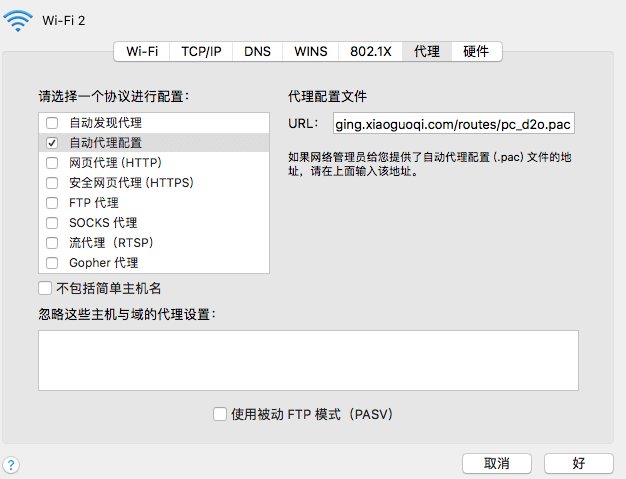 Wi-Fi 2
Wi-Fi TCP/IP DNS WINS 802.1X 代理 硬件
请选择一个协议进行配置：
自动发现代理
自动代理配置
网页代理 (HTTP)
安全网页代理 (HTTPS)
FTP 代理
SOCKS 代理
流代理（RTSP）
Gopher 代理
代理配置文件
URL： ging.xiaoguoqi.com/routes/pc_d2o.pac
如果网络管理员给您提供了自动代理配置 (.pac) 文件的地
址，请在上面输入该地址。
不包括简单主机名
忽略这些主机与域的代理设置：
使用被动 FTP 模式（PASV）
?
取消 好